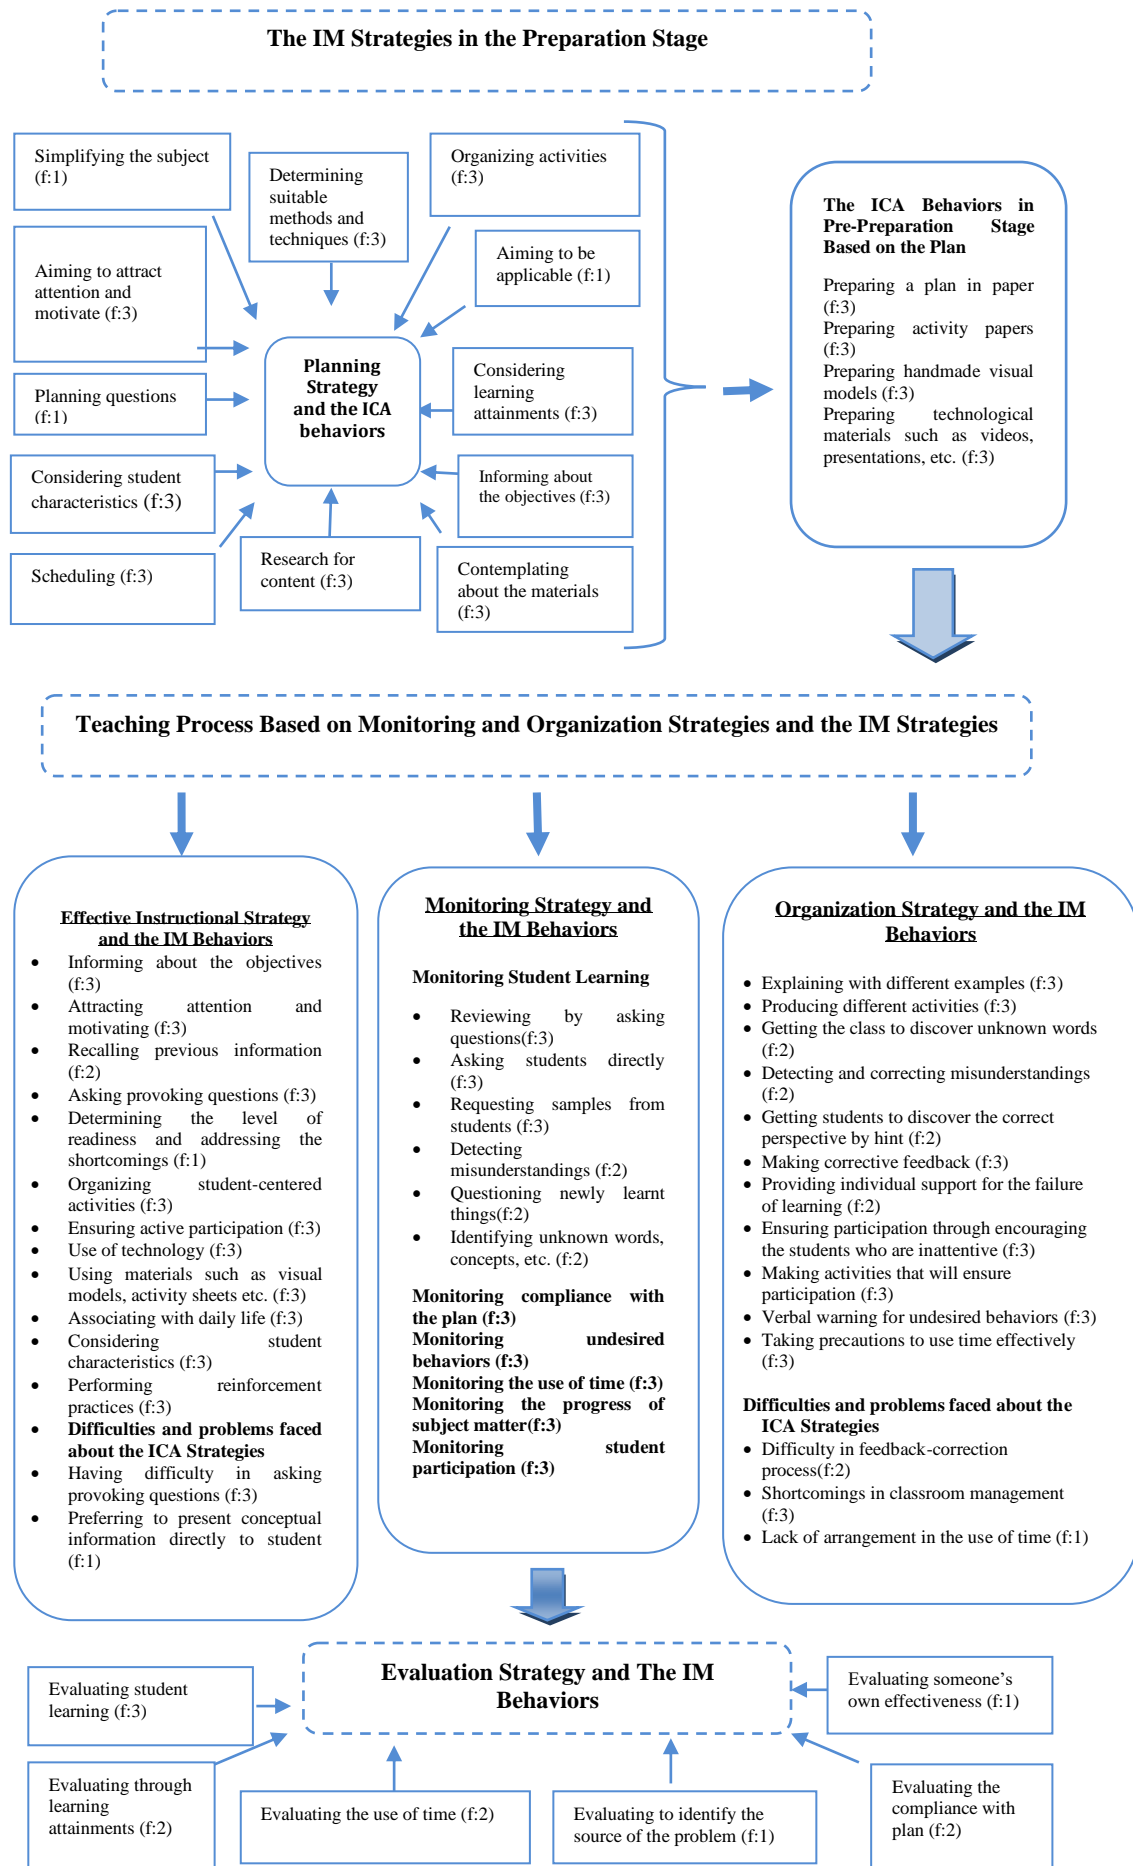 The IM Strategies in the Preparation Stage
Simplifying the subject
(f:1)
Determining
suitable
methods and
techniques (f:3)
Organizing activities
(f:3)
Aiming to attract
attention and
motivate (f:3)
Aiming to be
applicable (f:1)
Planning questions
(f:1)
Planning
Strategy
and the ICA
behaviors
Considering
learning
attainments (f:3)
Considering student
characteristics (f:3)
Informing about
the objectives (f:3)
Scheduling (f:3)
Research for
content (f:3)
Contemplating
about the materials
(f:3)
The ICA Behaviors in
Pre-Preparation Stage
Based on the Plan
Preparing a plan in paper
(f:3)
Preparing activity papers
(f:3)
Preparing handmade visual
models (f:3)
Preparing technological
materials such as videos,
presentations, etc. (f:3)
Teaching Process Based on Monitoring and Organization Strategies and the IM Strategies
Effective Instructional Strategy
and the IM Behaviors
• Informing about the objectives
(f:3)
• Attracting attention and
motivating (f:3)
• Recalling previous information
(f:2)
• Asking provoking questions (f:3)
• Determining the level of
readiness and addressing the
shortcomings (f:1)
• Organizing student-centered
activities (f:3)
• Ensuring active participation (f:3)
• Use of technology (f:3)
• Using materials such as visual
models, activity sheets etc. (f:3)
• Associating with daily life (f:3)
• Considering student
characteristics (f:3)
• Performing reinforcement
practices (f:3)
• Difficulties and problems faced
about the ICA Strategies
• Having difficulty in asking
provoking questions (f:3)
• Preferring to present conceptual
information directly to student
(f:1)
Monitoring Strategy and
the IM Behaviors
Monitoring Student Learning
• Reviewing by asking
questions(f:3)
• Asking students directly
(f:3)
• Requesting samples from
students (f:3)
• Detecting
misunderstandings (f:2)
• Questioning newly learnt
things(f:2)
• Identifying unknown words,
concepts, etc. (f:2)
Monitoring compliance with
the plan (f:3)
Monitoring undesired
behaviors (f:3)
Monitoring the use of time (f:3)
Monitoring the progress of
subject matter(f:3)
Monitoring student
participation (f:3)
Organization Strategy and the IM
Behaviors
• Explaining with different examples (f:3)
• Producing different activities (f:3)
• Getting the class to discover unknown words
(f:2)
• Detecting and correcting misunderstandings
(f:2)
• Getting students to discover the correct
perspective by hint (f:2)
• Making corrective feedback (f:3)
• Providing individual support for the failure
of learning (f:2)
• Ensuring participation through encouraging
the students who are inattentive (f:3)
• Making activities that will ensure
participation (f:3)
• Verbal warning for undesired behaviors (f:3)
• Taking precautions to use time effectively
(f:3)
Difficulties and problems faced about the
ICA Strategies
• Difficulty in feedback-correction
process(f:2)
• Shortcomings in classroom management
(f:3)
• Lack of arrangement in the use of time (f:1)
Evaluation Strategy and The IM
Behaviors
Evaluating student
learning (f:3)
Evaluating someone’s
own effectiveness (f:1)
Evaluating through
learning
attainments (f:2)
Evaluating the use of time (f:2)
Evaluating to identify the
source of the problem (f:1)
Evaluating the
compliance with
plan (f:2)